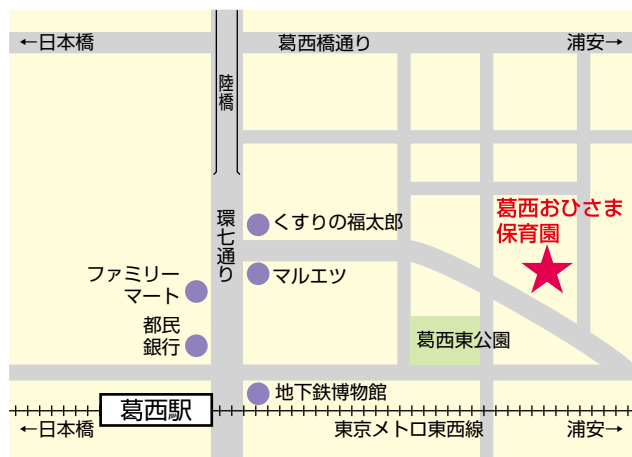 ←日本橋
葛西橋通り
浦安→
陸橋
環七通り
くすりの福太郎
葛西おひさま
保育園
ファミリー
マート
マルエツ
都民
銀行
葛西東公園
地下鉄博物館
葛西駅
←日本橋
東京メトロ東西線
浦安→